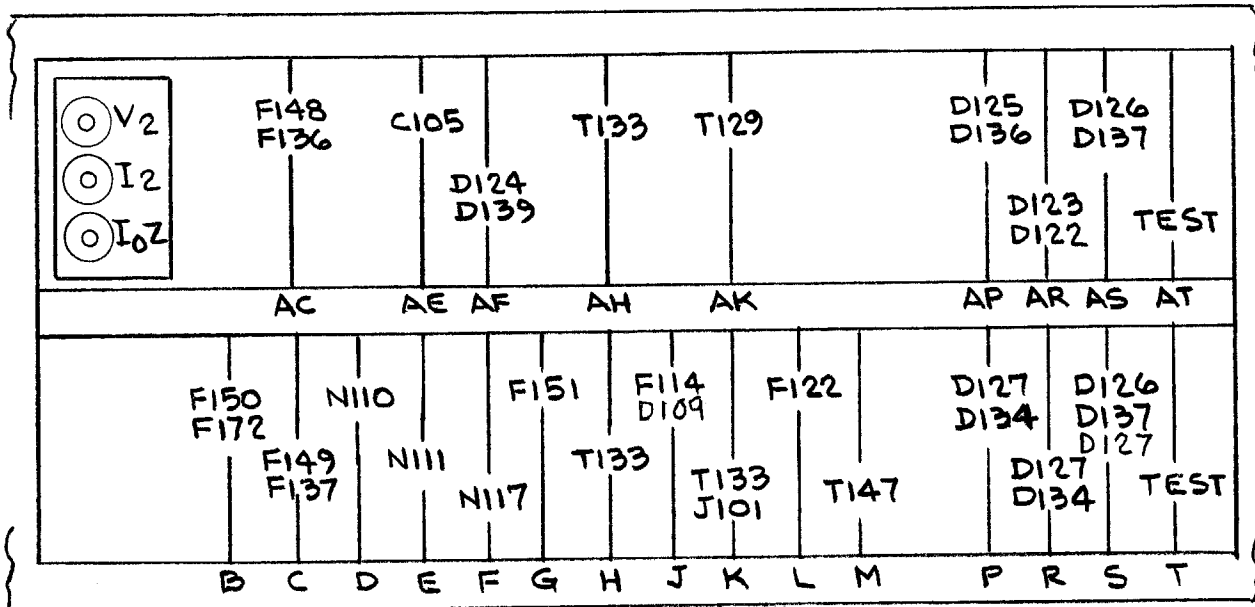 V2
I2
I0Z
F148
F136
C105
D124
D139
T133
T129
D125
D136
D123
D122
D126
D137
TEST
AC AE AF AH AK AP AR AS AT
F150
F172
F149
F137
N110
N111
N117
F151
T133
F114
D109
T133
J101
F122
T147
D127
D134
D127
D134
D126
D137
D127
TEST
B C D E F G H J K L M P R S T